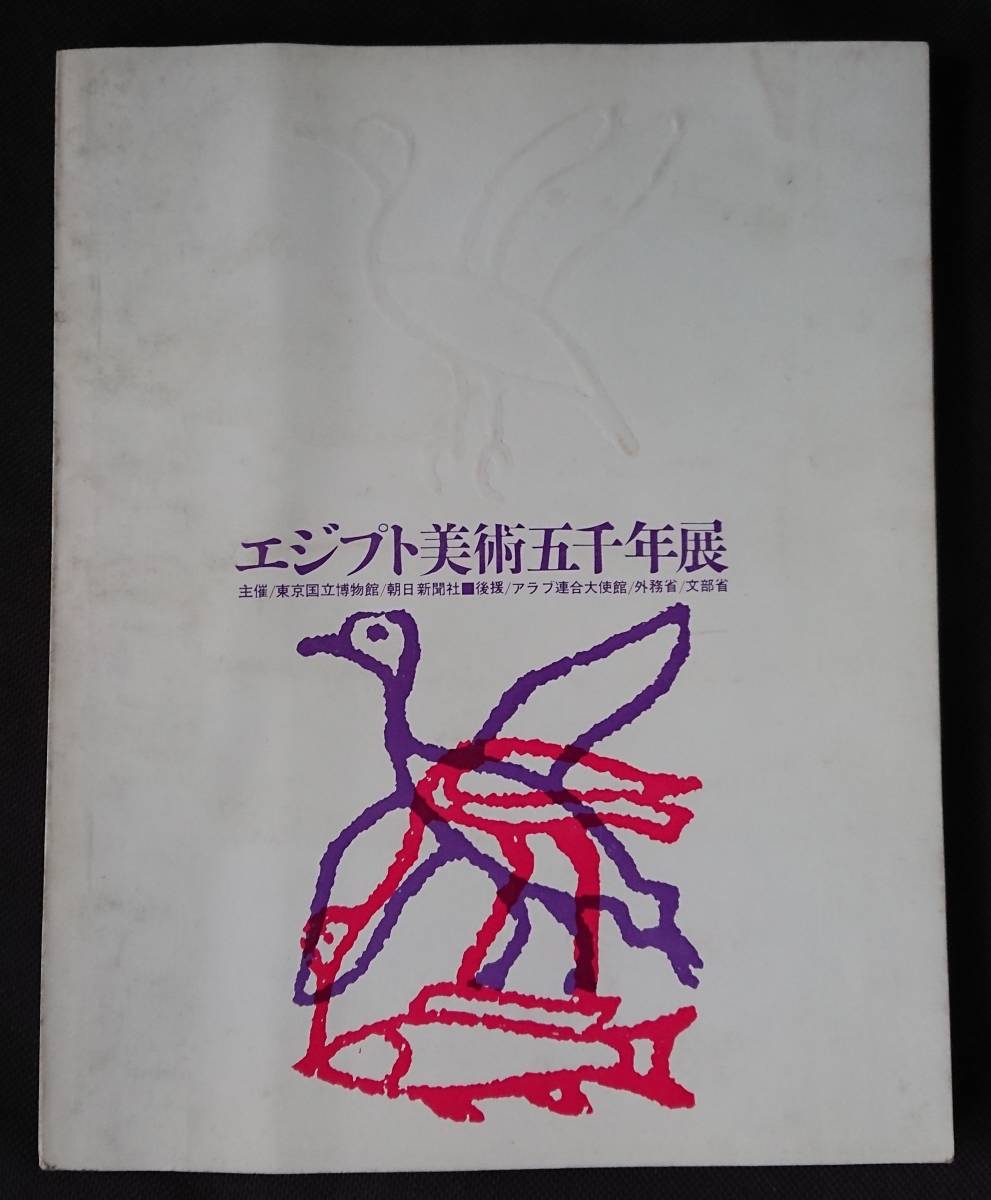 エジプト美術五千年展
主催/東京国立博物館/朝日新聞社■後援/アラブ連合大使館/外務省/文部省